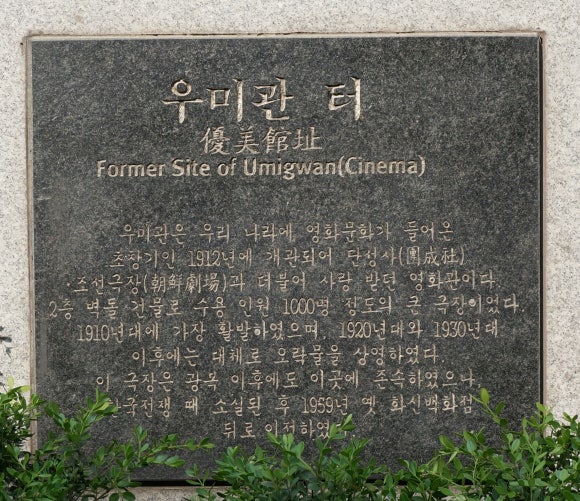 우미관 터
優美館址
Former Site of Umigwan(Cinema)
우미관은 우리 나라에 영화문화가 들어온
초창기인 1912년에 개관되어 단성사(團成社)
·조선극장(朝鮮劇場)과 더불어 사랑 받던 영화관이다.
2층 벽돌 건물로 수용 인원 1000명 정도의 큰 극장이었다.
1910년대에 가장 활발하였으며, 1920년대와 1930년대
이후에는 대체로 오락물을 상영하였다.
이 극장은 광복 이후에도 이곳에 존속하였으나,
한국전쟁 때 소실된 후 1959년 옛 화신백화점
뒤로 이전하였